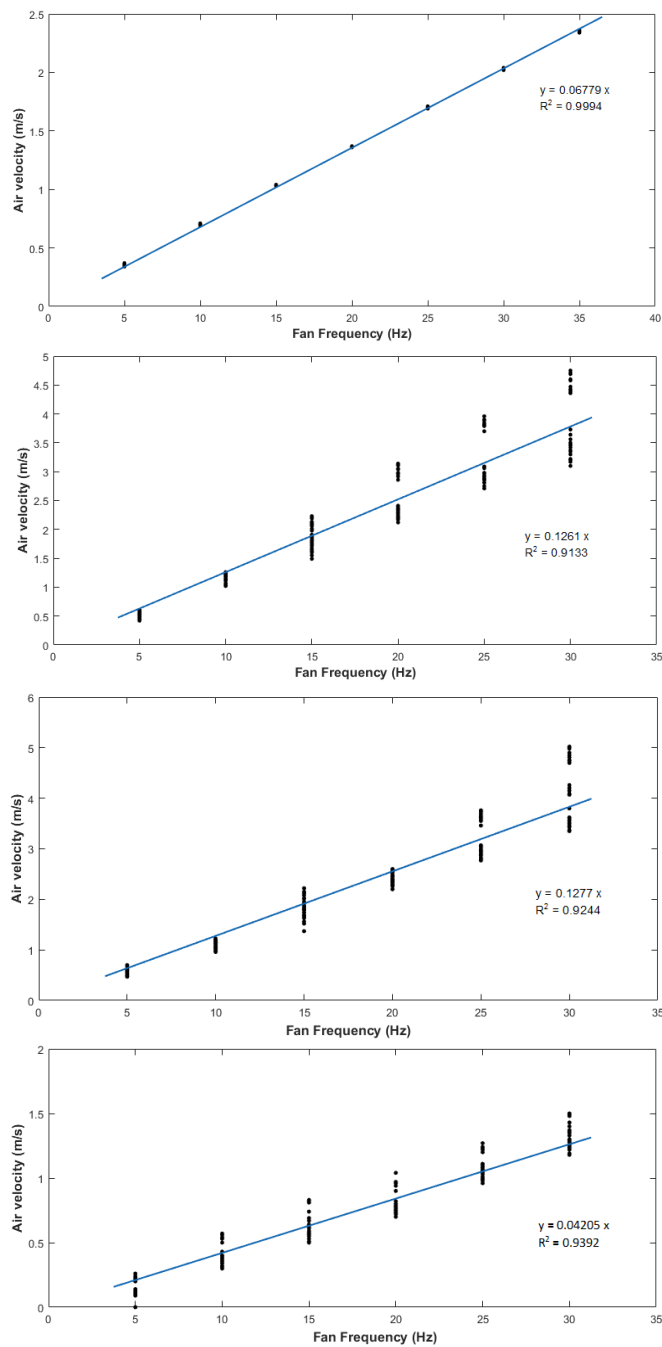 2.5
2
1.5
1
0.5
0
Air velocity (m/s)
y = 0.06779 x
R² = 0.9994
0 5 10 15 20 25 30 35 40
Fan Frequency (Hz)
5
4.5
4
3.5
3
2.5
2
1.5
1
0.5
0
Air velocity (m/s)
y = 0.1261 x
R² = 0.9133
0 5 10 15 20 25 30 35
Fan Frequency (Hz)
6
5
4
3
2
1
0
Air velocity (m/s)
y = 0.1277 x
R² = 0.9244
0 5 10 15 20 25 30 35
Fan Frequency (Hz)
2
1.5
1
0.5
0
Air velocity (m/s)
y = 0.04205 x
R² = 0.9392
0 5 10 15 20 25 30 35
Fan Frequency (Hz)